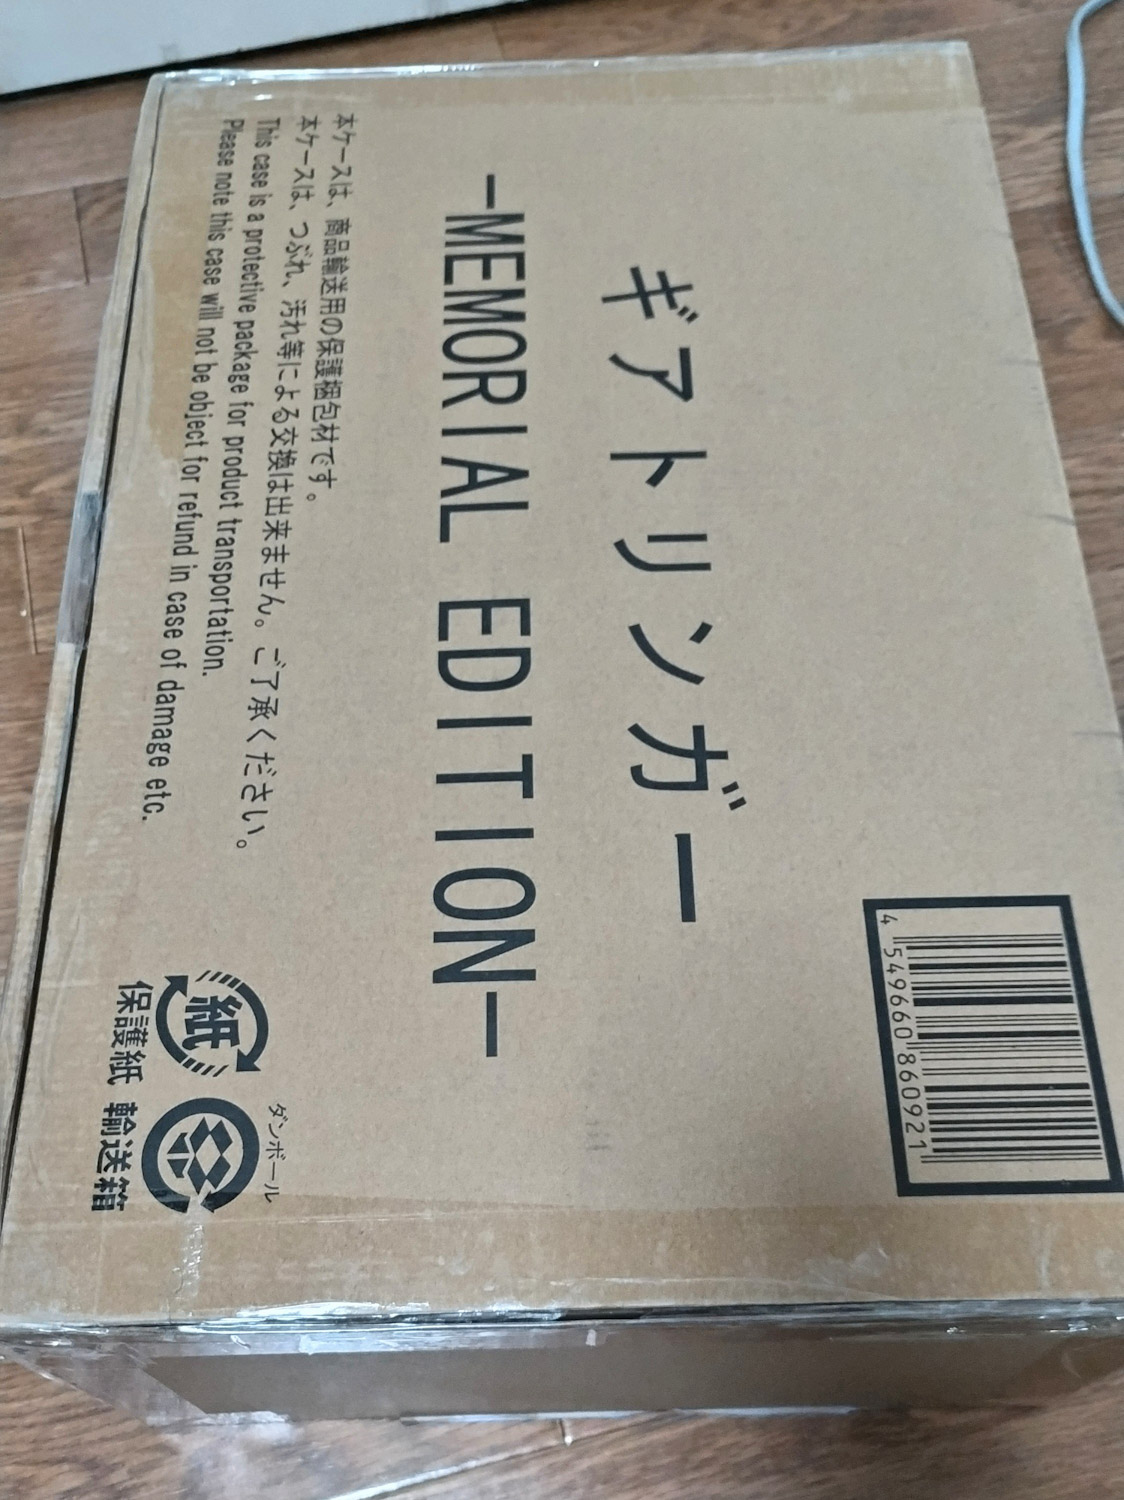 4 549660 860921
ギアトリンガー
-MEMORIAL EDITION-
本ケースは、商品輸送用の保護梱包材です。
本ケースは、つぶれ、汚れ等による交換は出来ません。ご了承ください。
This case is a protective package for product transportation.
Please note this case will not be object for refund in case of damage etc.
紙
保護紙
ダンボール
輸送箱